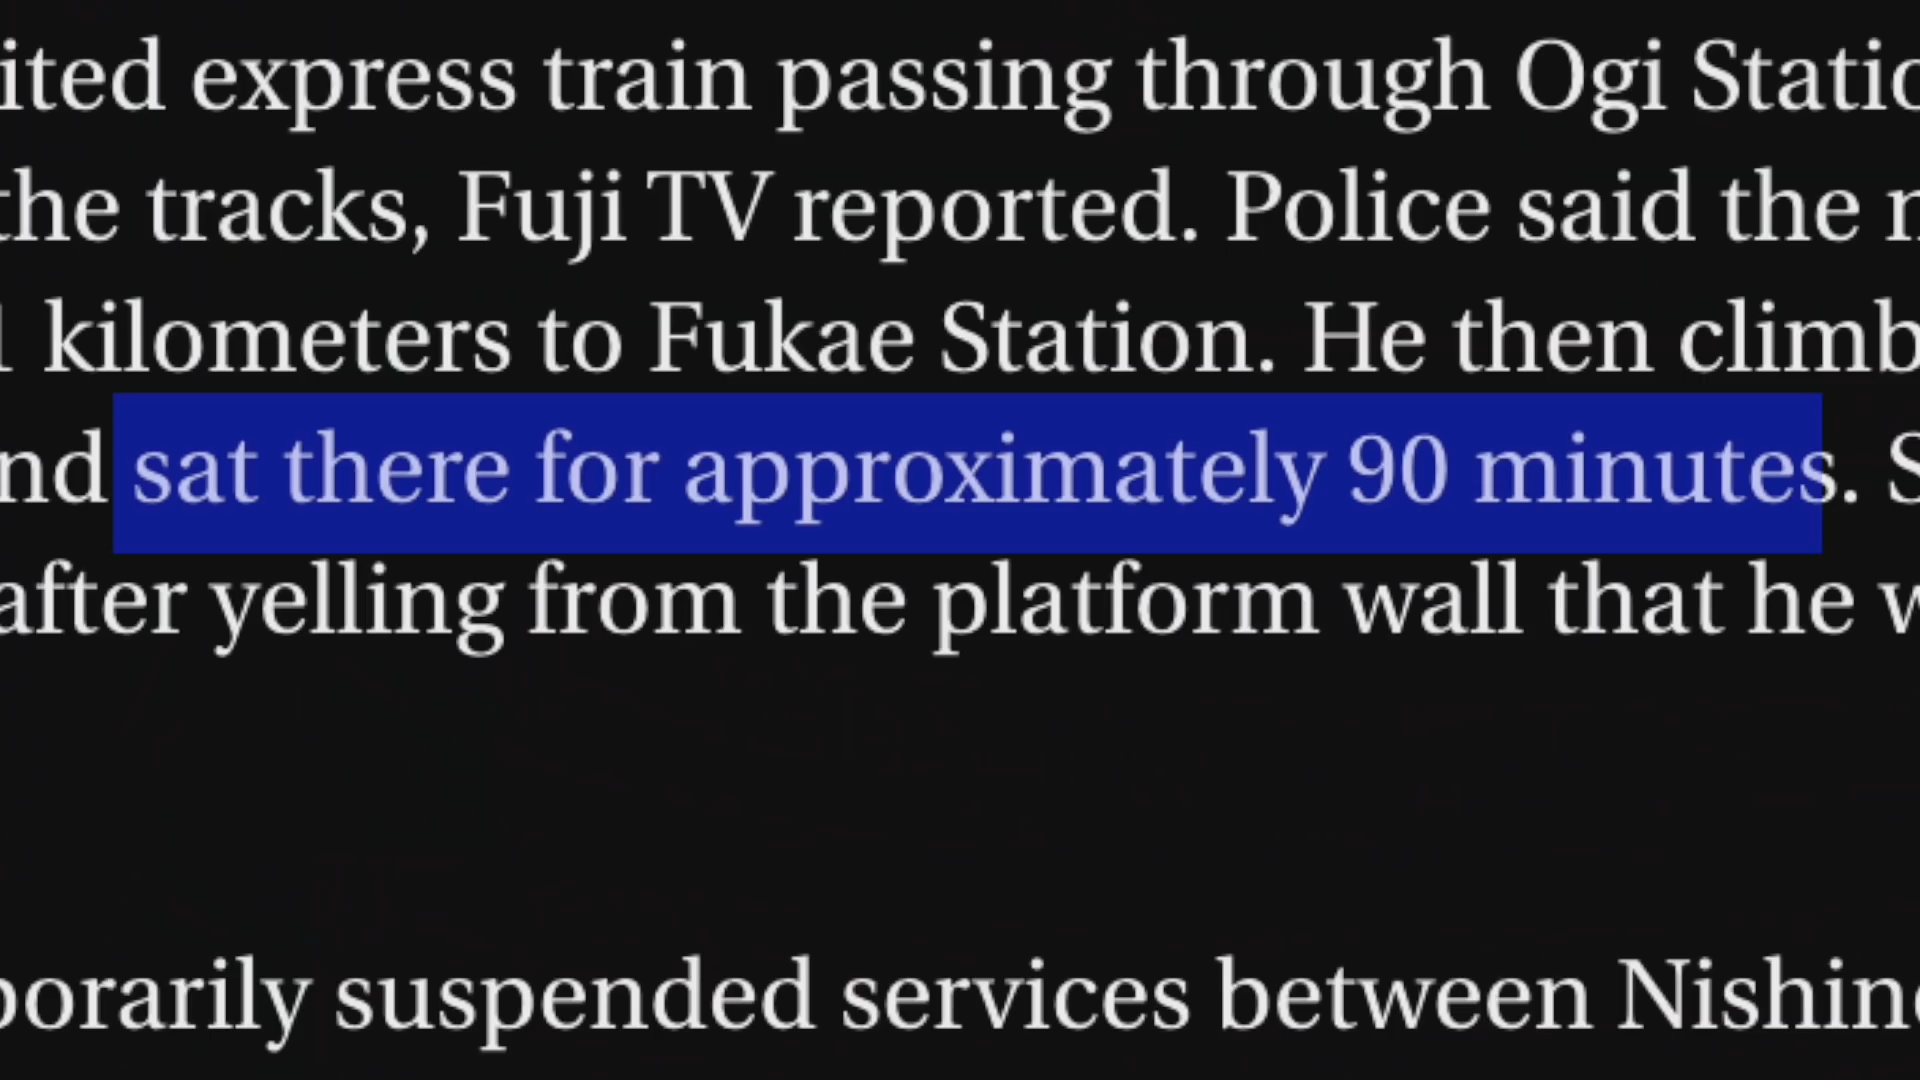 ited express train passing through Ogi Statio
the tracks, Fuji TV reported. Police said the
kilometers to Fukae Station. He then climb
nd sat there for approximately 90 minutes. S
after yelling from the platform wall that he w
porarily suspended services between Nishin